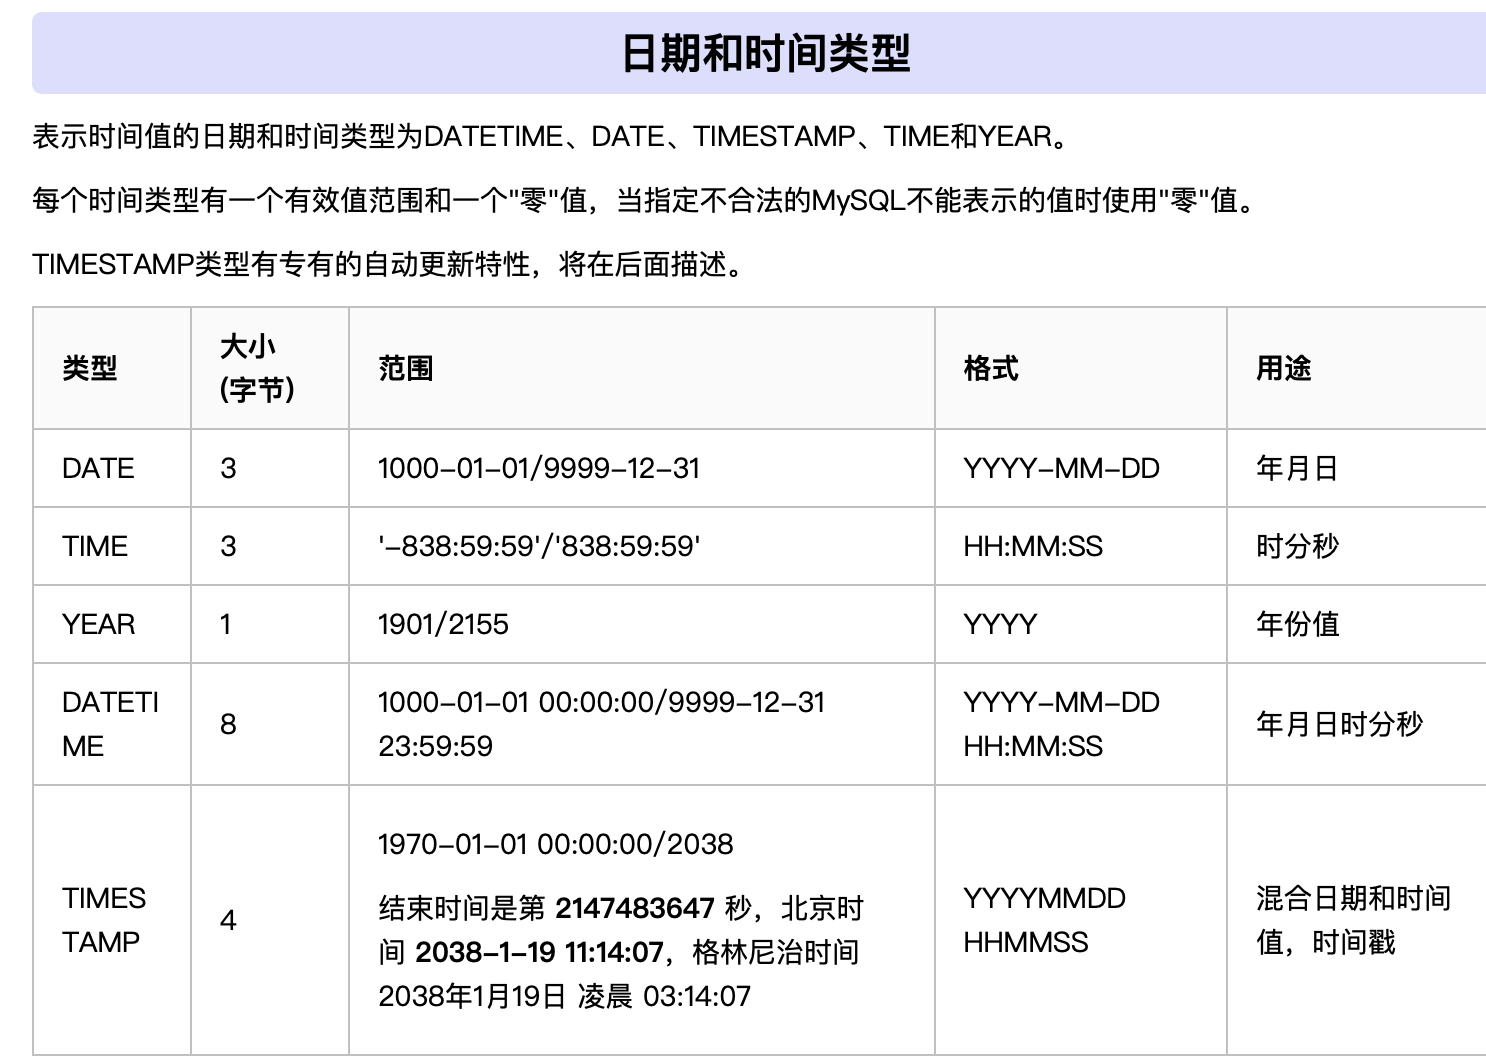 日期和时间类型
表示时间值的日期和时间类型为DATETIME、DATE、TIMESTAMP、TIME和YEAR。
每个时间类型有一个有效值范围和一个"零"值，当指定不合法的MySQL不能表示的值时使用"零"值。
TIMESTAMP类型有专有的自动更新特性，将在后面描述。
类型
大小
(字节)
范围
格式
用途
DATE
3
1000-01-01/9999-12-31
YYYY-MM-DD
年月日
TIME
3
'-838:59:59'/'838:59:59'
HH:MM:SS
时分秒
YEAR
1
1901/2155
YYYY
年份值
DATETI
ME
8
1000-01-01 00:00:00/9999-12-31
23:59:59
YYYY-MM-DD
HH:MM:SS
年月日时分秒
TIMES
TAMP
4
1970-01-01 00:00:00/2038
结束时间是第 2147483647 秒，北京时
间 2038-1-19 11:14:07，格林尼治时间
2038年1月19日 凌晨 03:14:07
YYYYMMDD
HHMMSS
混合日期和时间
值，时间戳